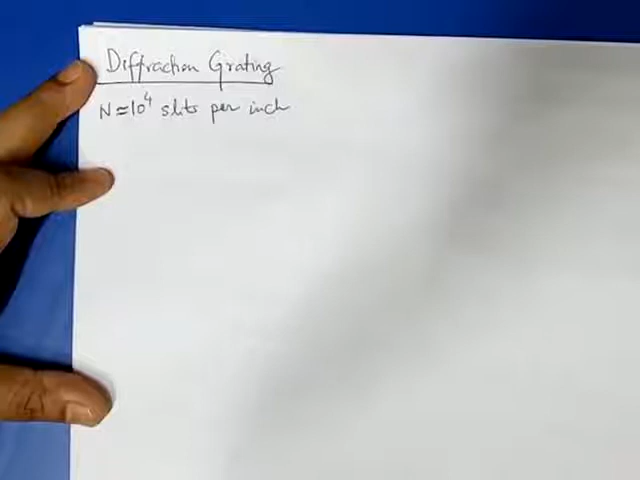 Diffraction Grating
N ≈ 10⁴ slits per inch